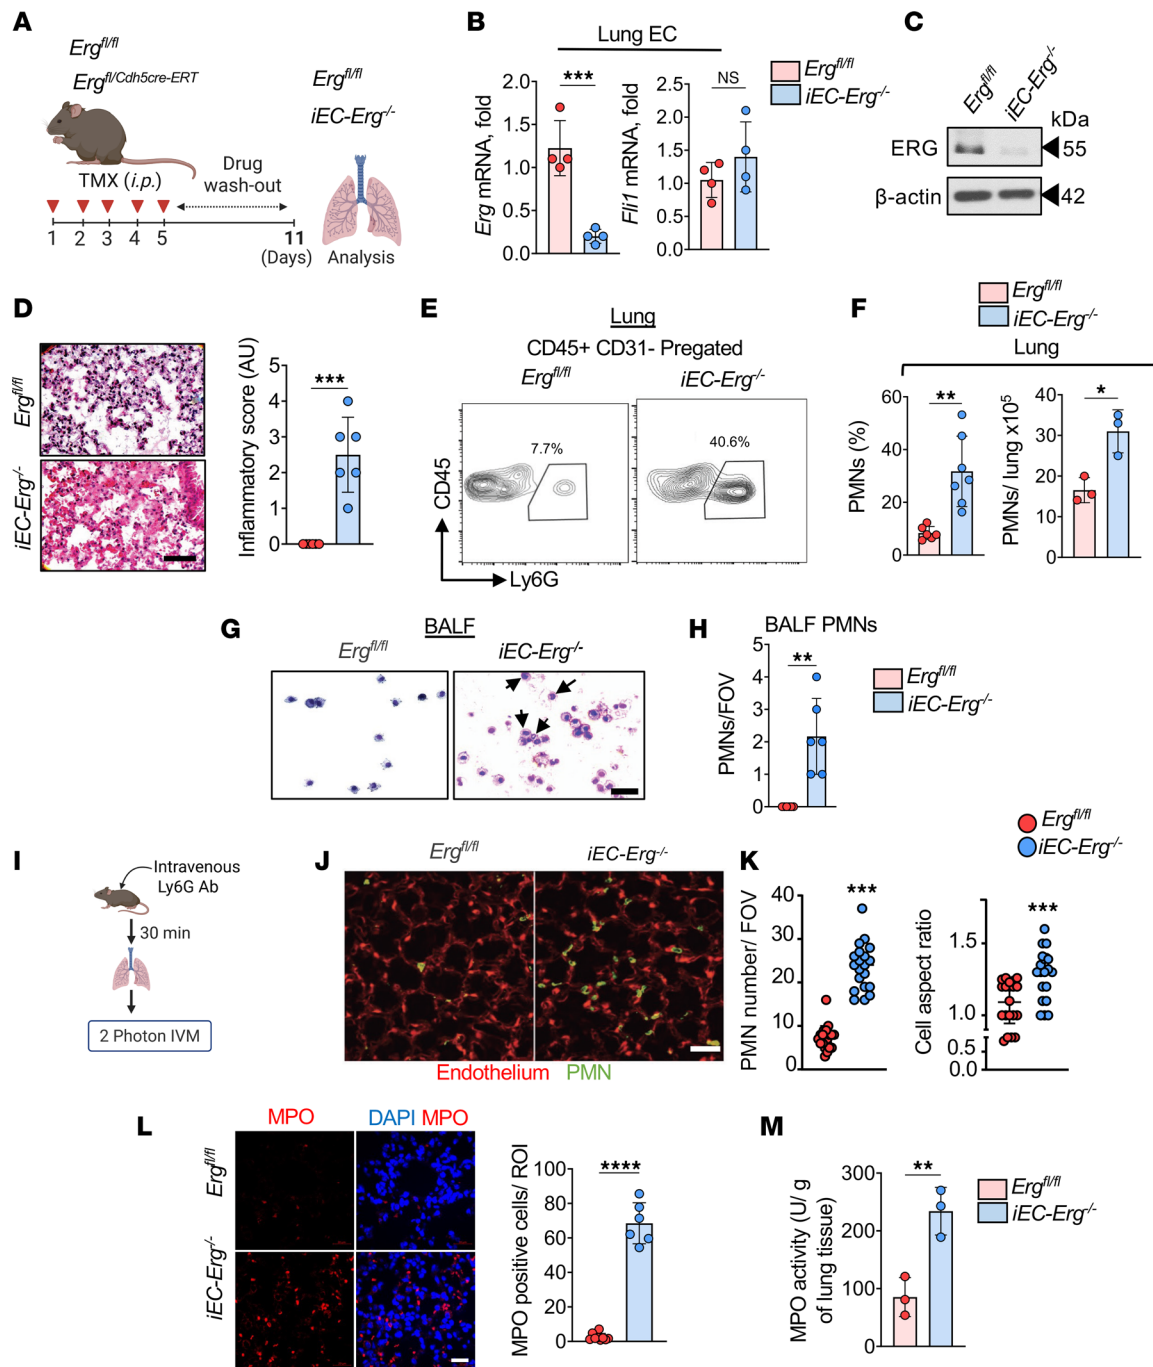 A
Erg^fl/fl
Erg^fl/Cdh5cre-ERT
Erg^fl/fl
iEC-Erg^-/-
TMX (i.p.)
Drug
wash-out
1 2 3 4 5 11
(Days)
Analysis
B
Lung EC
Erg^fl/fl
iEC-Erg^-/-
***
Erg mRNA, fold
2.0
1.5
1.0
0.5
0.0
NS
Fli1 mRNA, fold
2.5
2.0
1.5
1.0
0.5
0.0
C
Erg^fl/fl
iEC-Erg^-/-
kDa
ERG
55
β-actin
42
D
Erg^fl/fl
iEC-Erg^-/-
Inflammatory score (AU)
***
5
4
3
2
1
0
E
Lung
CD45+ CD31- Pregated
Erg^fl/fl
iEC-Erg^-/-
7.7%
40.6%
CD45
Ly6G
F
Erg^fl/fl
iEC-Erg^-/-
Lung
PMNs (%)
**
60
40
20
0
PMNs/ lung x10^5
*
40
30
20
10
0
G
BALF
Erg^fl/fl
iEC-Erg^-/-
H
BALF PMNs
**
PMNs/FOV
5
4
3
2
1
0
Erg^fl/fl
iEC-Erg^-/-
I
Intravenous
Ly6G Ab
30 min
2 Photon IVM
J
Erg^fl/fl
iEC-Erg^-/-
Endothelium PMN
K
Erg^fl/fl
iEC-Erg^-/-
PMN number/ FOV
***
40
30
20
10
0
Cell aspect ratio
***
1.5
1.0
0.5
0.0
L
MPO
DAPI MPO
Erg^fl/fl
iEC-Erg^-/-
MPO positive cells/ ROI
****
100
80
60
40
20
0
M
MPO activity (U/ g
of lung tissue)
**
300
200
100
0
Erg^fl/fl
iEC-Erg^-/-